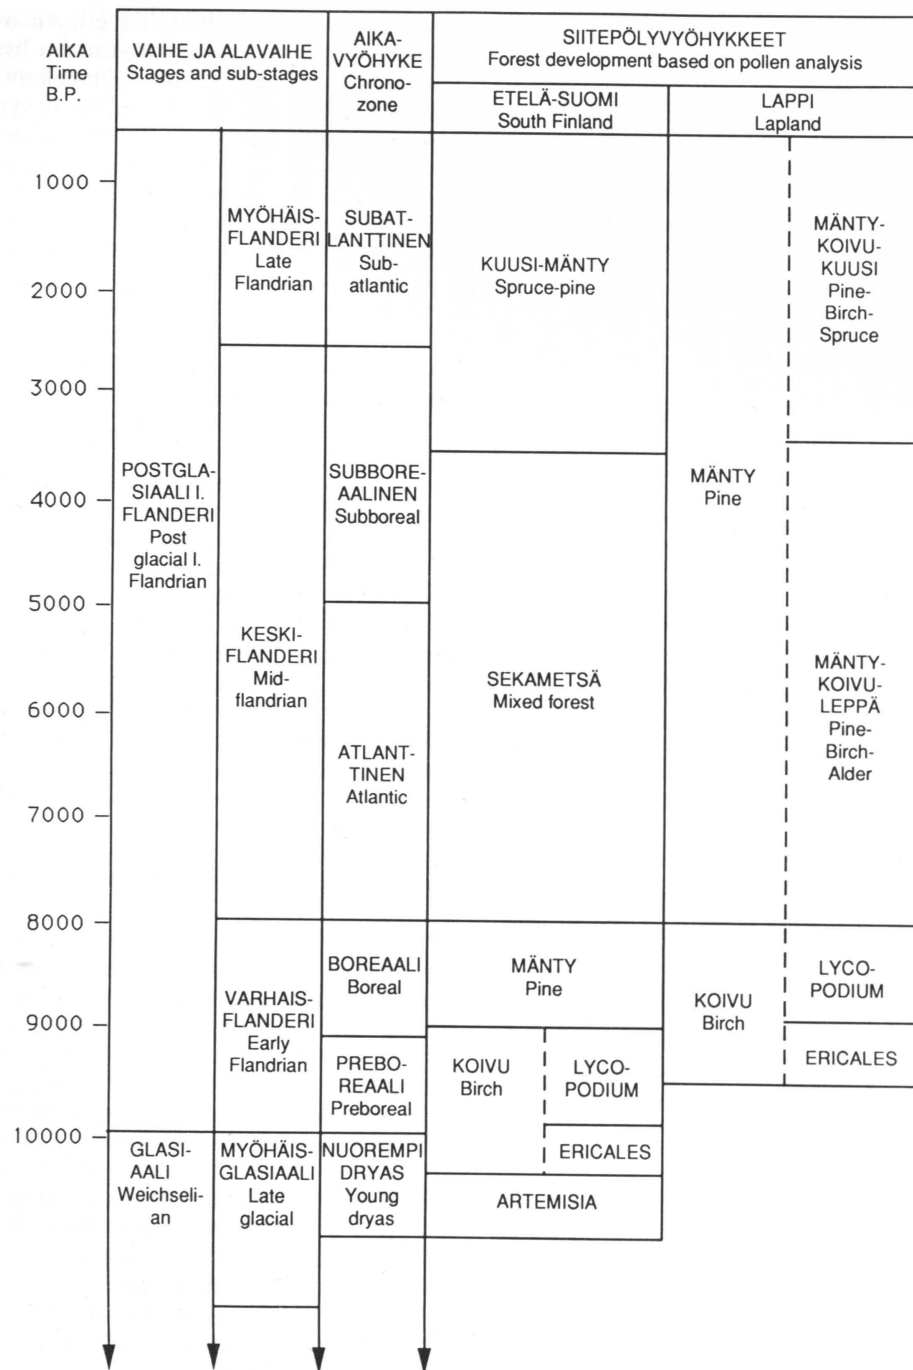 AIKA
Time
B.P.
VAIHE JA ALAVAIHE
Stages and sub-stages
AIKA-
VYÖHYKE
Chrono-
zone
SIITEPÖLYVYÖHYKKEET
Forest development based on pollen analysis
ETELÄ-SUOMI
South Finland
LAPPI
Lapland
1000
2000
3000
4000
5000
6000
7000
8000
9000
10000
POSTGLA-
SIAALI I.
FLANDERI
Post
glacial I.
Flandrian
GLASI-
AALI
Weichseli-
an
MYÖHÄIS-
FLANDERI
Late
Flandrian
KESKI-
FLANDERI
Mid-
flandrian
VARHAIS-
FLANDERI
Early
Flandrian
MYÖHÄIS-
GLASIAALI
Late
glacial
SUBAT-
LANTTINEN
Sub-
atlantic
SUBBORE-
AALINEN
Subboreal
ATLANT-
TINEN
Atlantic
BOREAALI
Boreal
PREBO-
REAALI
Preboreal
NUOREMPI
DRYAS
Young
dryas
KUUSI-MÄNTY
Spruce-pine
SEKAMETSÄ
Mixed forest
MÄNTY
Pine
KOIVU
Birch
LYCO-
PODIUM
ERICALES
ARTEMISIA
MÄNTY
Pine
KOIVU
Birch
MÄNTY-
KOIVU-
KUUSI
Pine-
Birch-
Spruce
MÄNTY-
KOIVU-
LEPPÄ
Pine-
Birch-
Alder
LYCO-
PODIUM
ERICALES